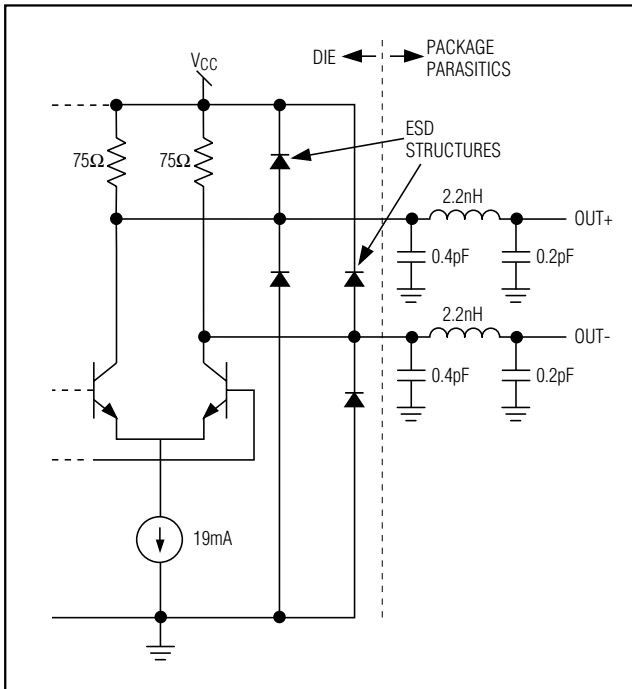 DIE
PACKAGE
PARASITICS
VCC
ESD
STRUCTURES
75Ω
75Ω
2.2nH
OUT+
0.4pF
0.2pF
2.2nH
OUT-
0.4pF
0.2pF
19mA